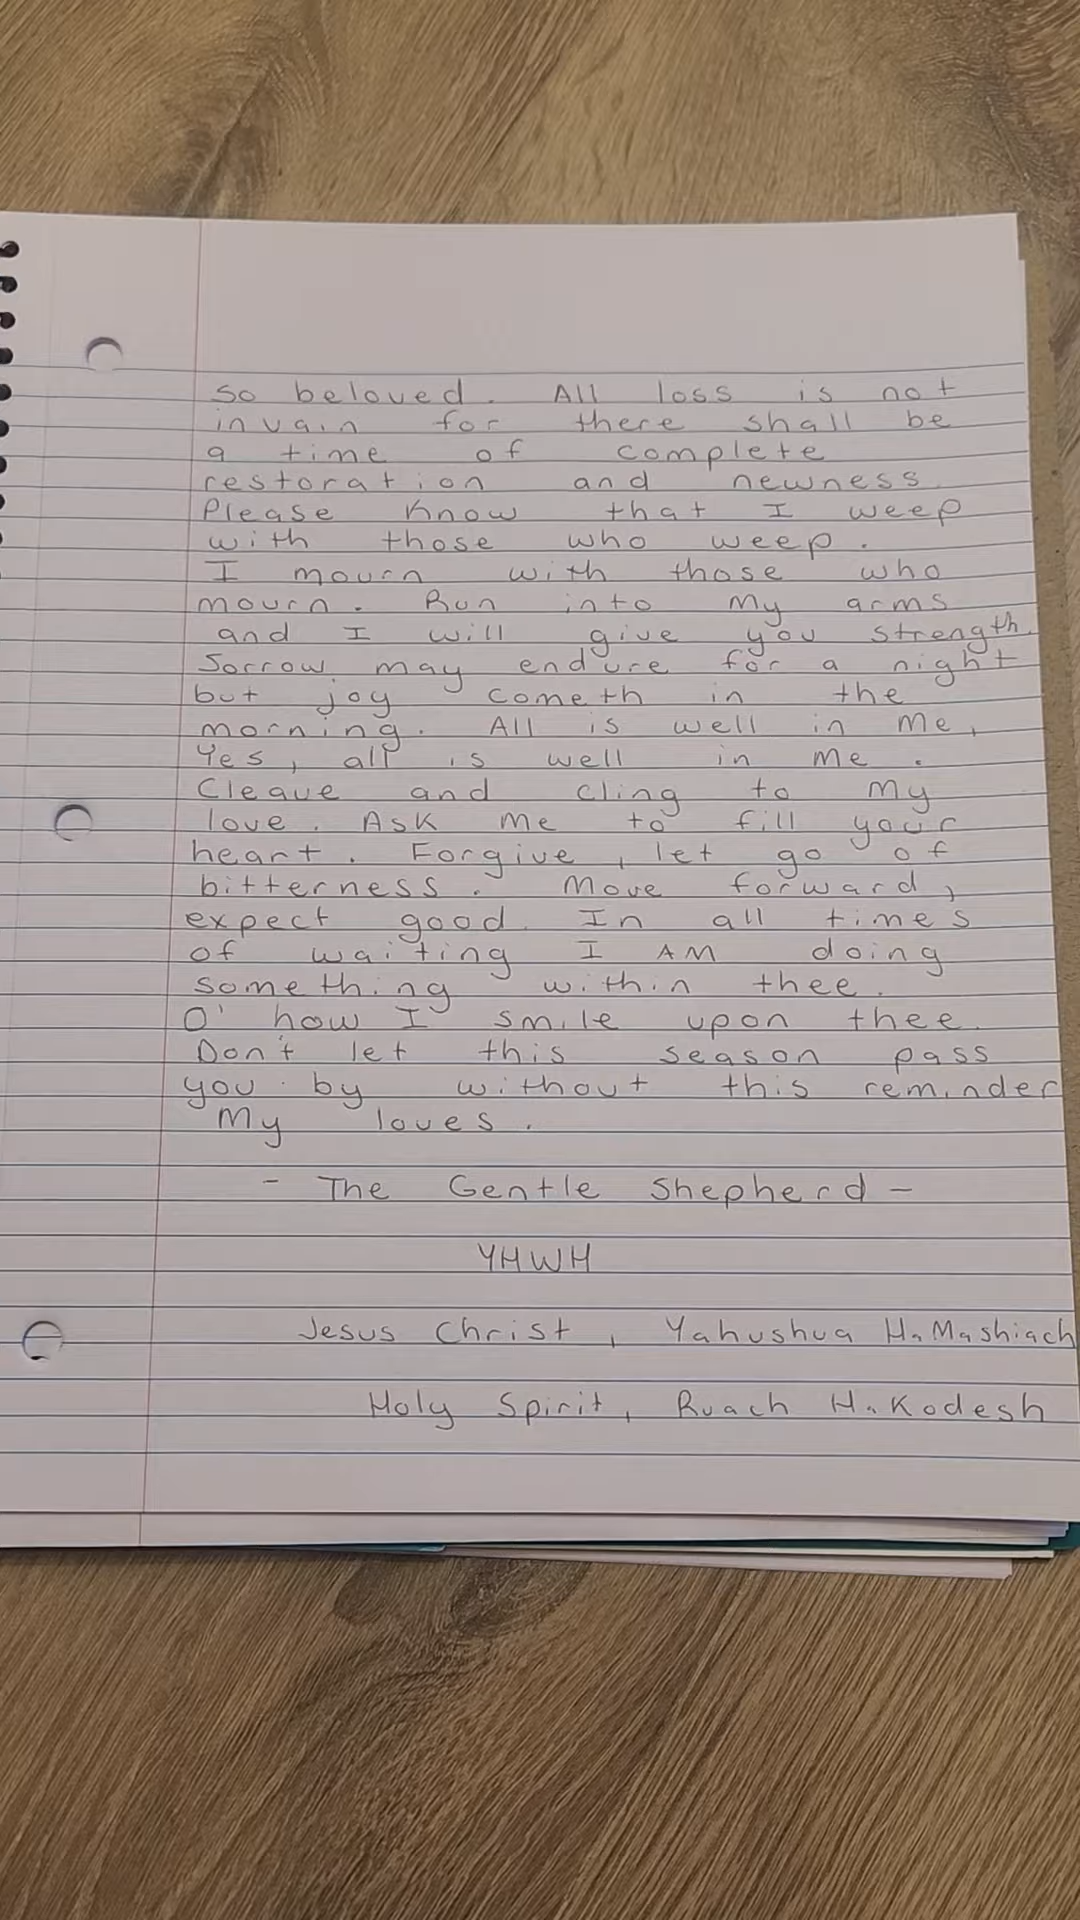 so beloved. All loss is not
in vain for there shall be
a time of complete
restoration and newness.
Please know that I weep
with those who weep.
I mourn with those who
mourn. Run into My arms
and I will give you strength.
Sorrow may endure for a night
but joy cometh in the
morning. All is well in Me,
Yes, all is well in Me.
Cleave and cling to My
love. Ask Me to fill your
heart. Forgive, let go of
bitterness. Move forward,
expect good. In all times
of waiting I AM doing
something within thee.
O' how I smile upon thee.
Don't let this season pass
you by without this reminder
My loves.
- The Gentle Shepherd -
YHWH
Jesus Christ, Yahushua HaMashiach
Holy Spirit, Ruach HaKodesh